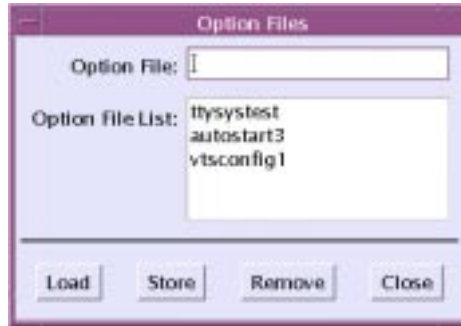 Option Files
Option File:
Option File List: ttysystest
autostart3
vtsconfig1
Load Store Remove Close